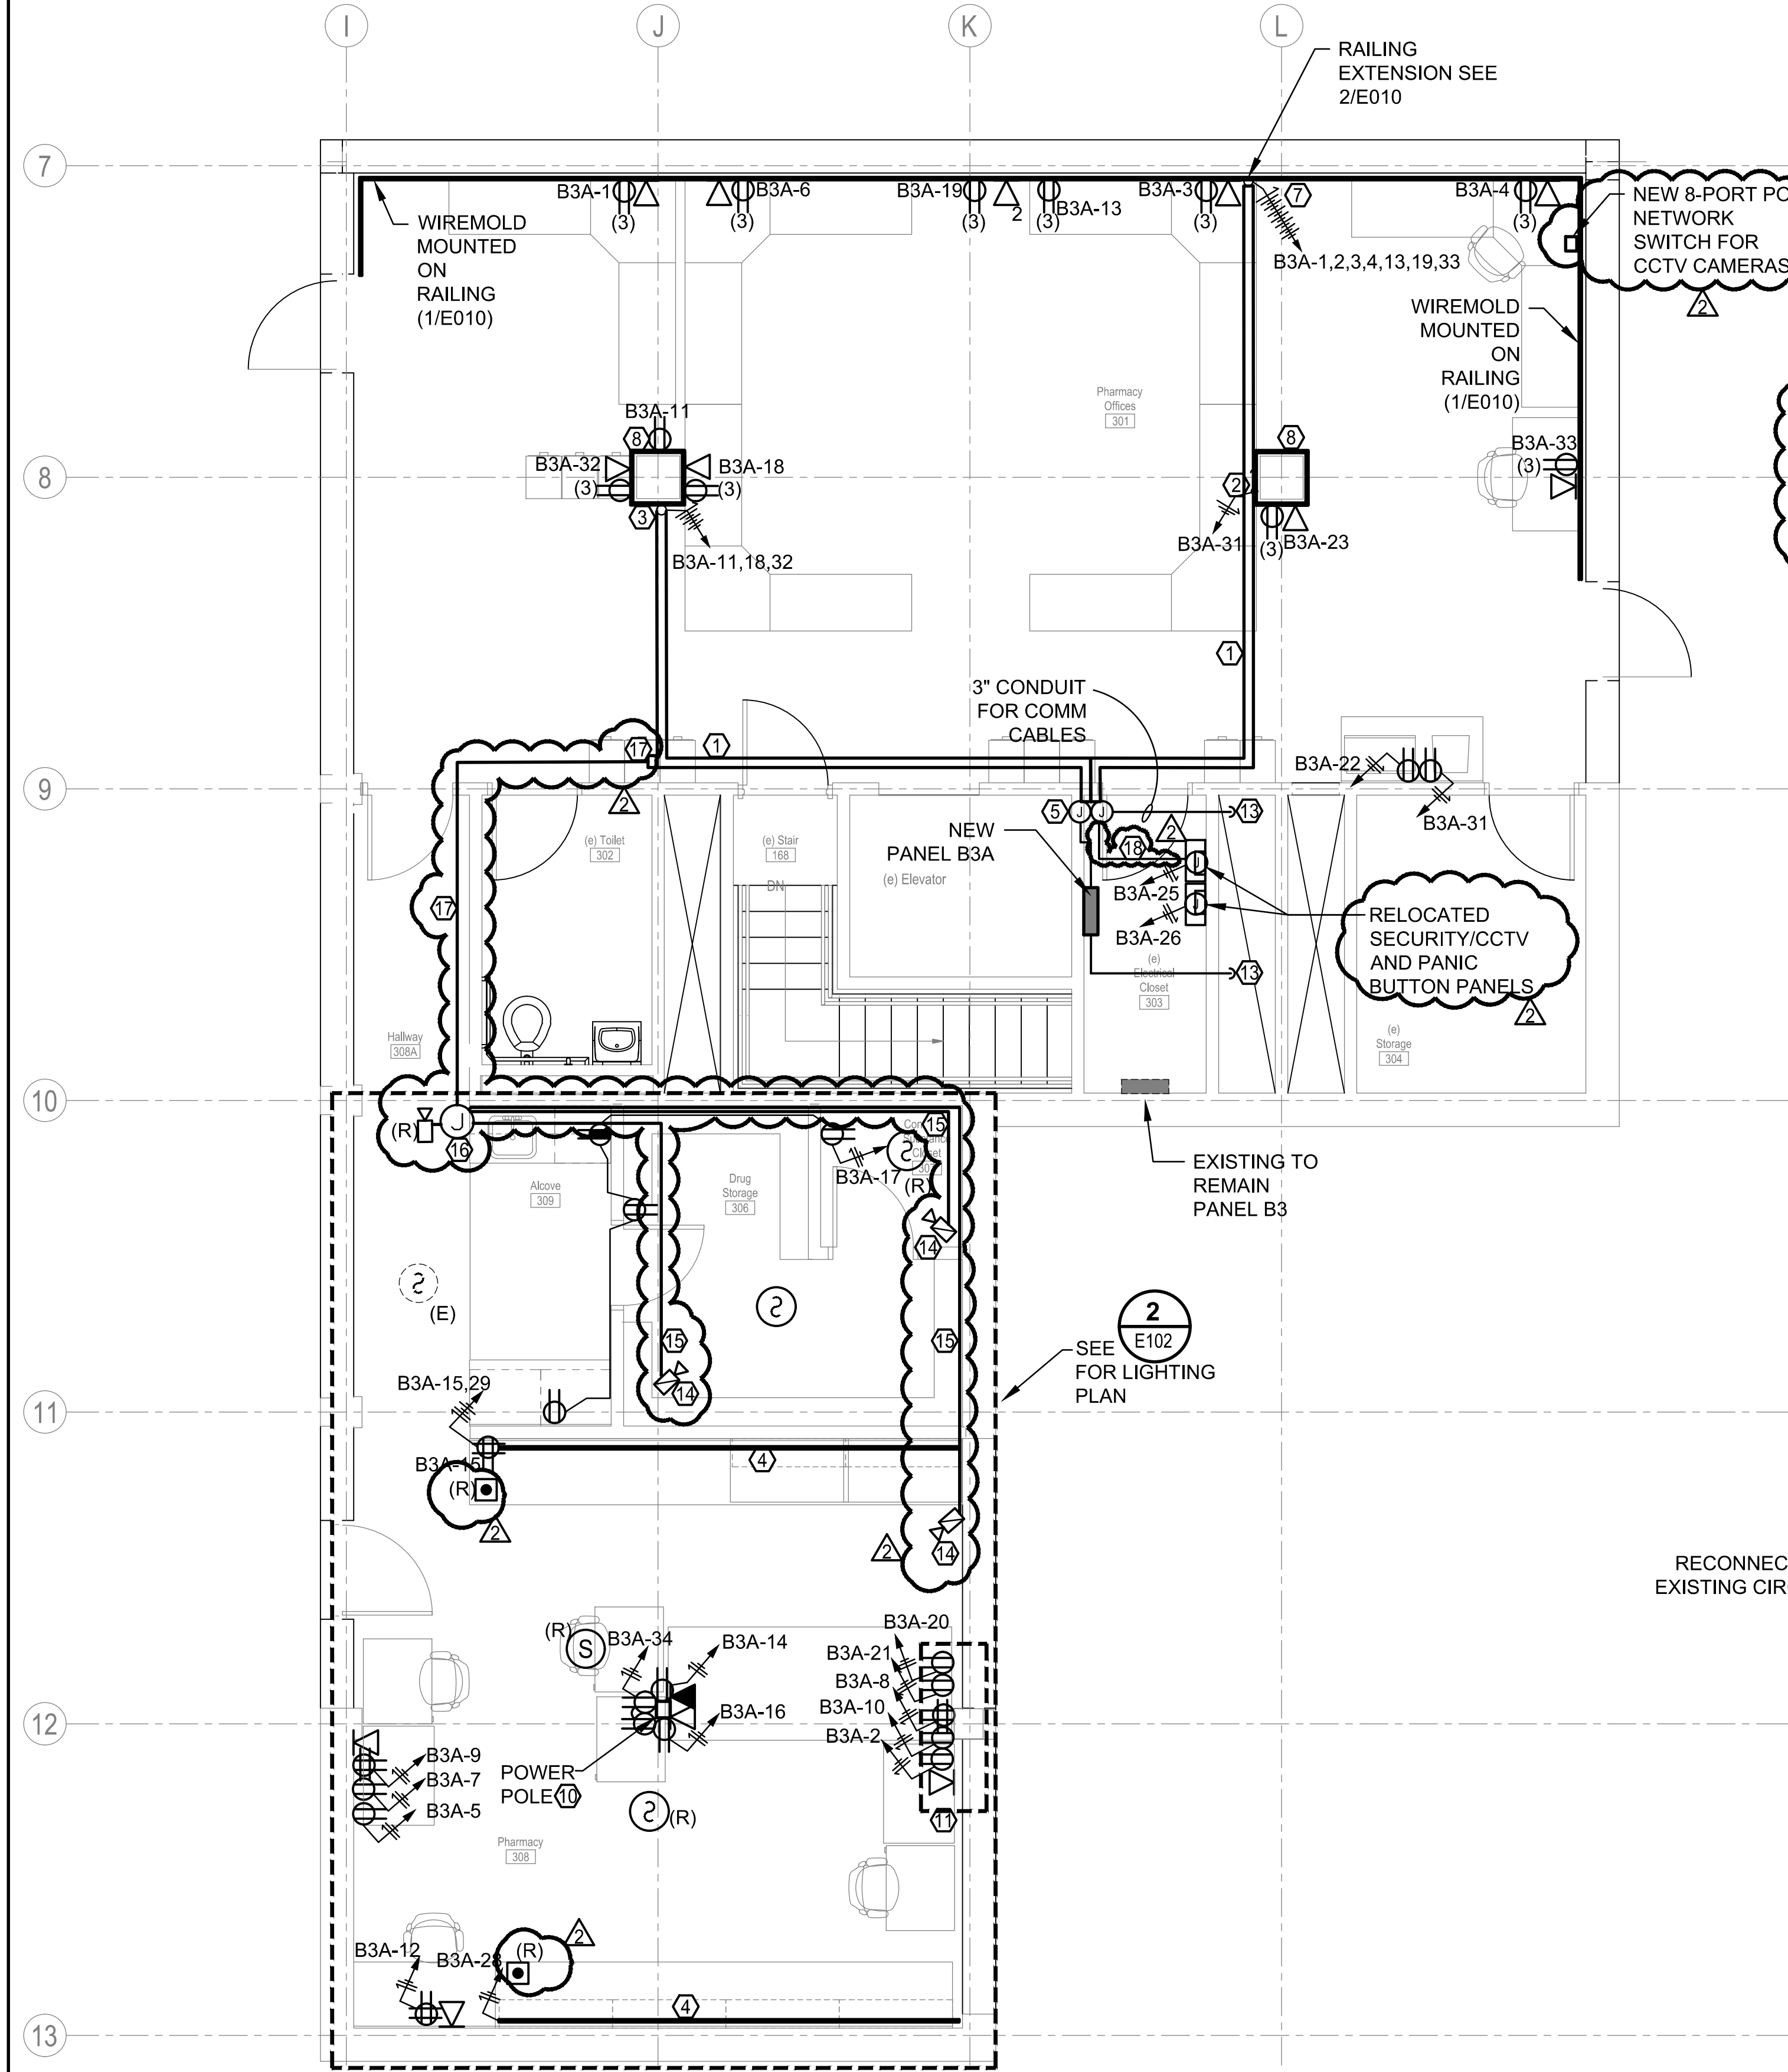 I
J
K
L
RAILING
EXTENSION SEE
2/E010
7
B3A-1
(3)
B3A-6
(3)
B3A-19
(3)
2
B3A-13
(3)
B3A-3
(3)
7
B3A-4
(3)
WIREMOLD
MOUNTED
ON
RAILING
(1/E010)
B3A-1,2,3,4,13,19,33
NEW 8-PORT PO
NETWORK
SWITCH FOR
CCTV CAMERAS
2
WIREMOLD
MOUNTED
ON
RAILING
(1/E010)
Pharmacy
Offices
301
8
B3A-11
8
B3A-32
(3)
B3A-18
(3)
3
B3A-11,18,32
8
2
B3A-31
(3)
B3A-23
B3A-33
(3)
1
3" CONDUIT
FOR COMM
CABLES
17
1
9
2
B3A-22
B3A-31
(e) Toilet
302
(e) Stair
168
DN
(e) Elevator
NEW
PANEL B3A
5
J
J
13
2
18
J
B3A-25
J
B3A-26
(e)
Electrical
Closet
303
13
RELOCATED
SECURITY/CCTV
AND PANIC
BUTTON PANELS
2
(e)
Storage
304
17
Hallway
308A
10
(R)
J
16
B3A-17
(R)
15
14
Alcove
309
Drug
Storage
306
EXISTING TO
REMAIN
PANEL B3
(E)
15
14
15
2
E102
SEE
FOR LIGHTING
PLAN
11
B3A-15,29
B3A-15
(R)
2
4
2
14
RECONNEC
EXISTING CIR
(R)
S
B3A-34
B3A-14
B3A-16
POWER
POLE
10
B3A-20
B3A-21
B3A-8
B3A-10
B3A-2
11
12
B3A-9
B3A-7
B3A-5
(R)
Pharmacy
308
B3A-12
B3A-28
(R)
2
4
13